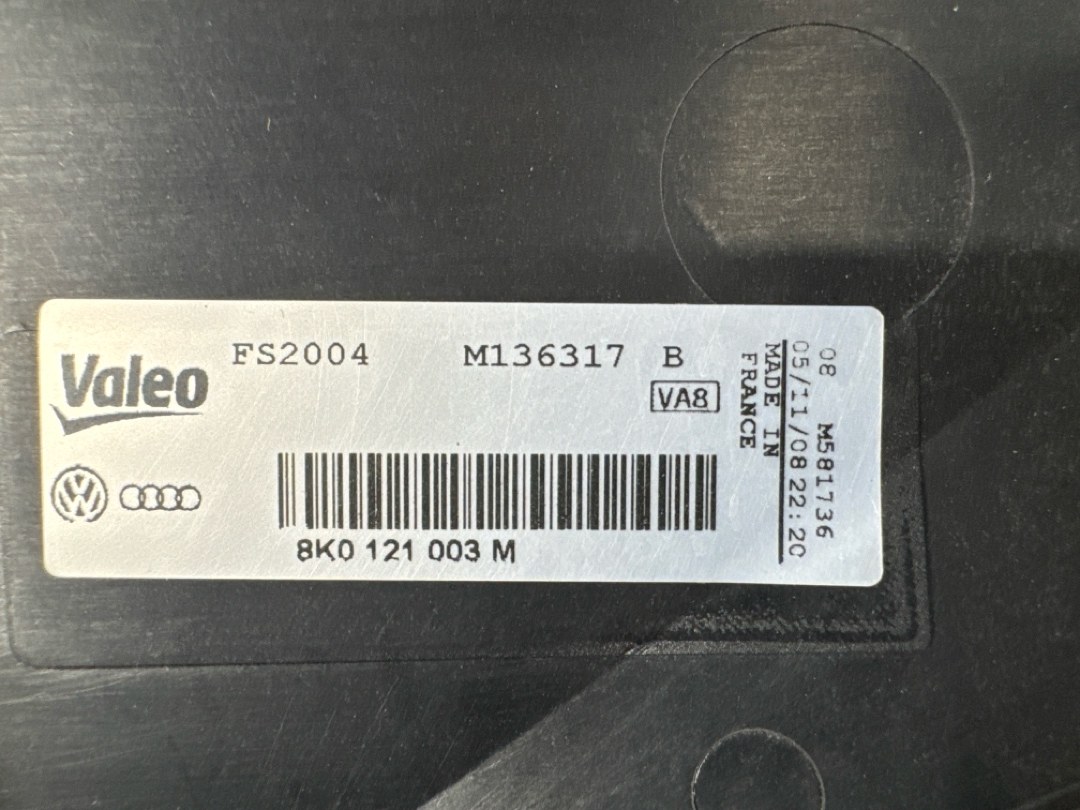 Valeo
FS2004 M136317 B
VA8
8K0 121 003 M
MADE IN
FRANCE
08 M581736
05/11/08 22:20